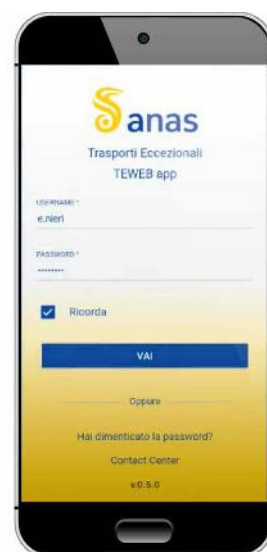 anas
Trasporti Eccezionali
TEWEB app
USERNAME *
e.nieri
PASSWORD *
••••••••
Ricorda
VAI
Oppure
Hai dimenticato la password?
Contact Center
v.0.5.0